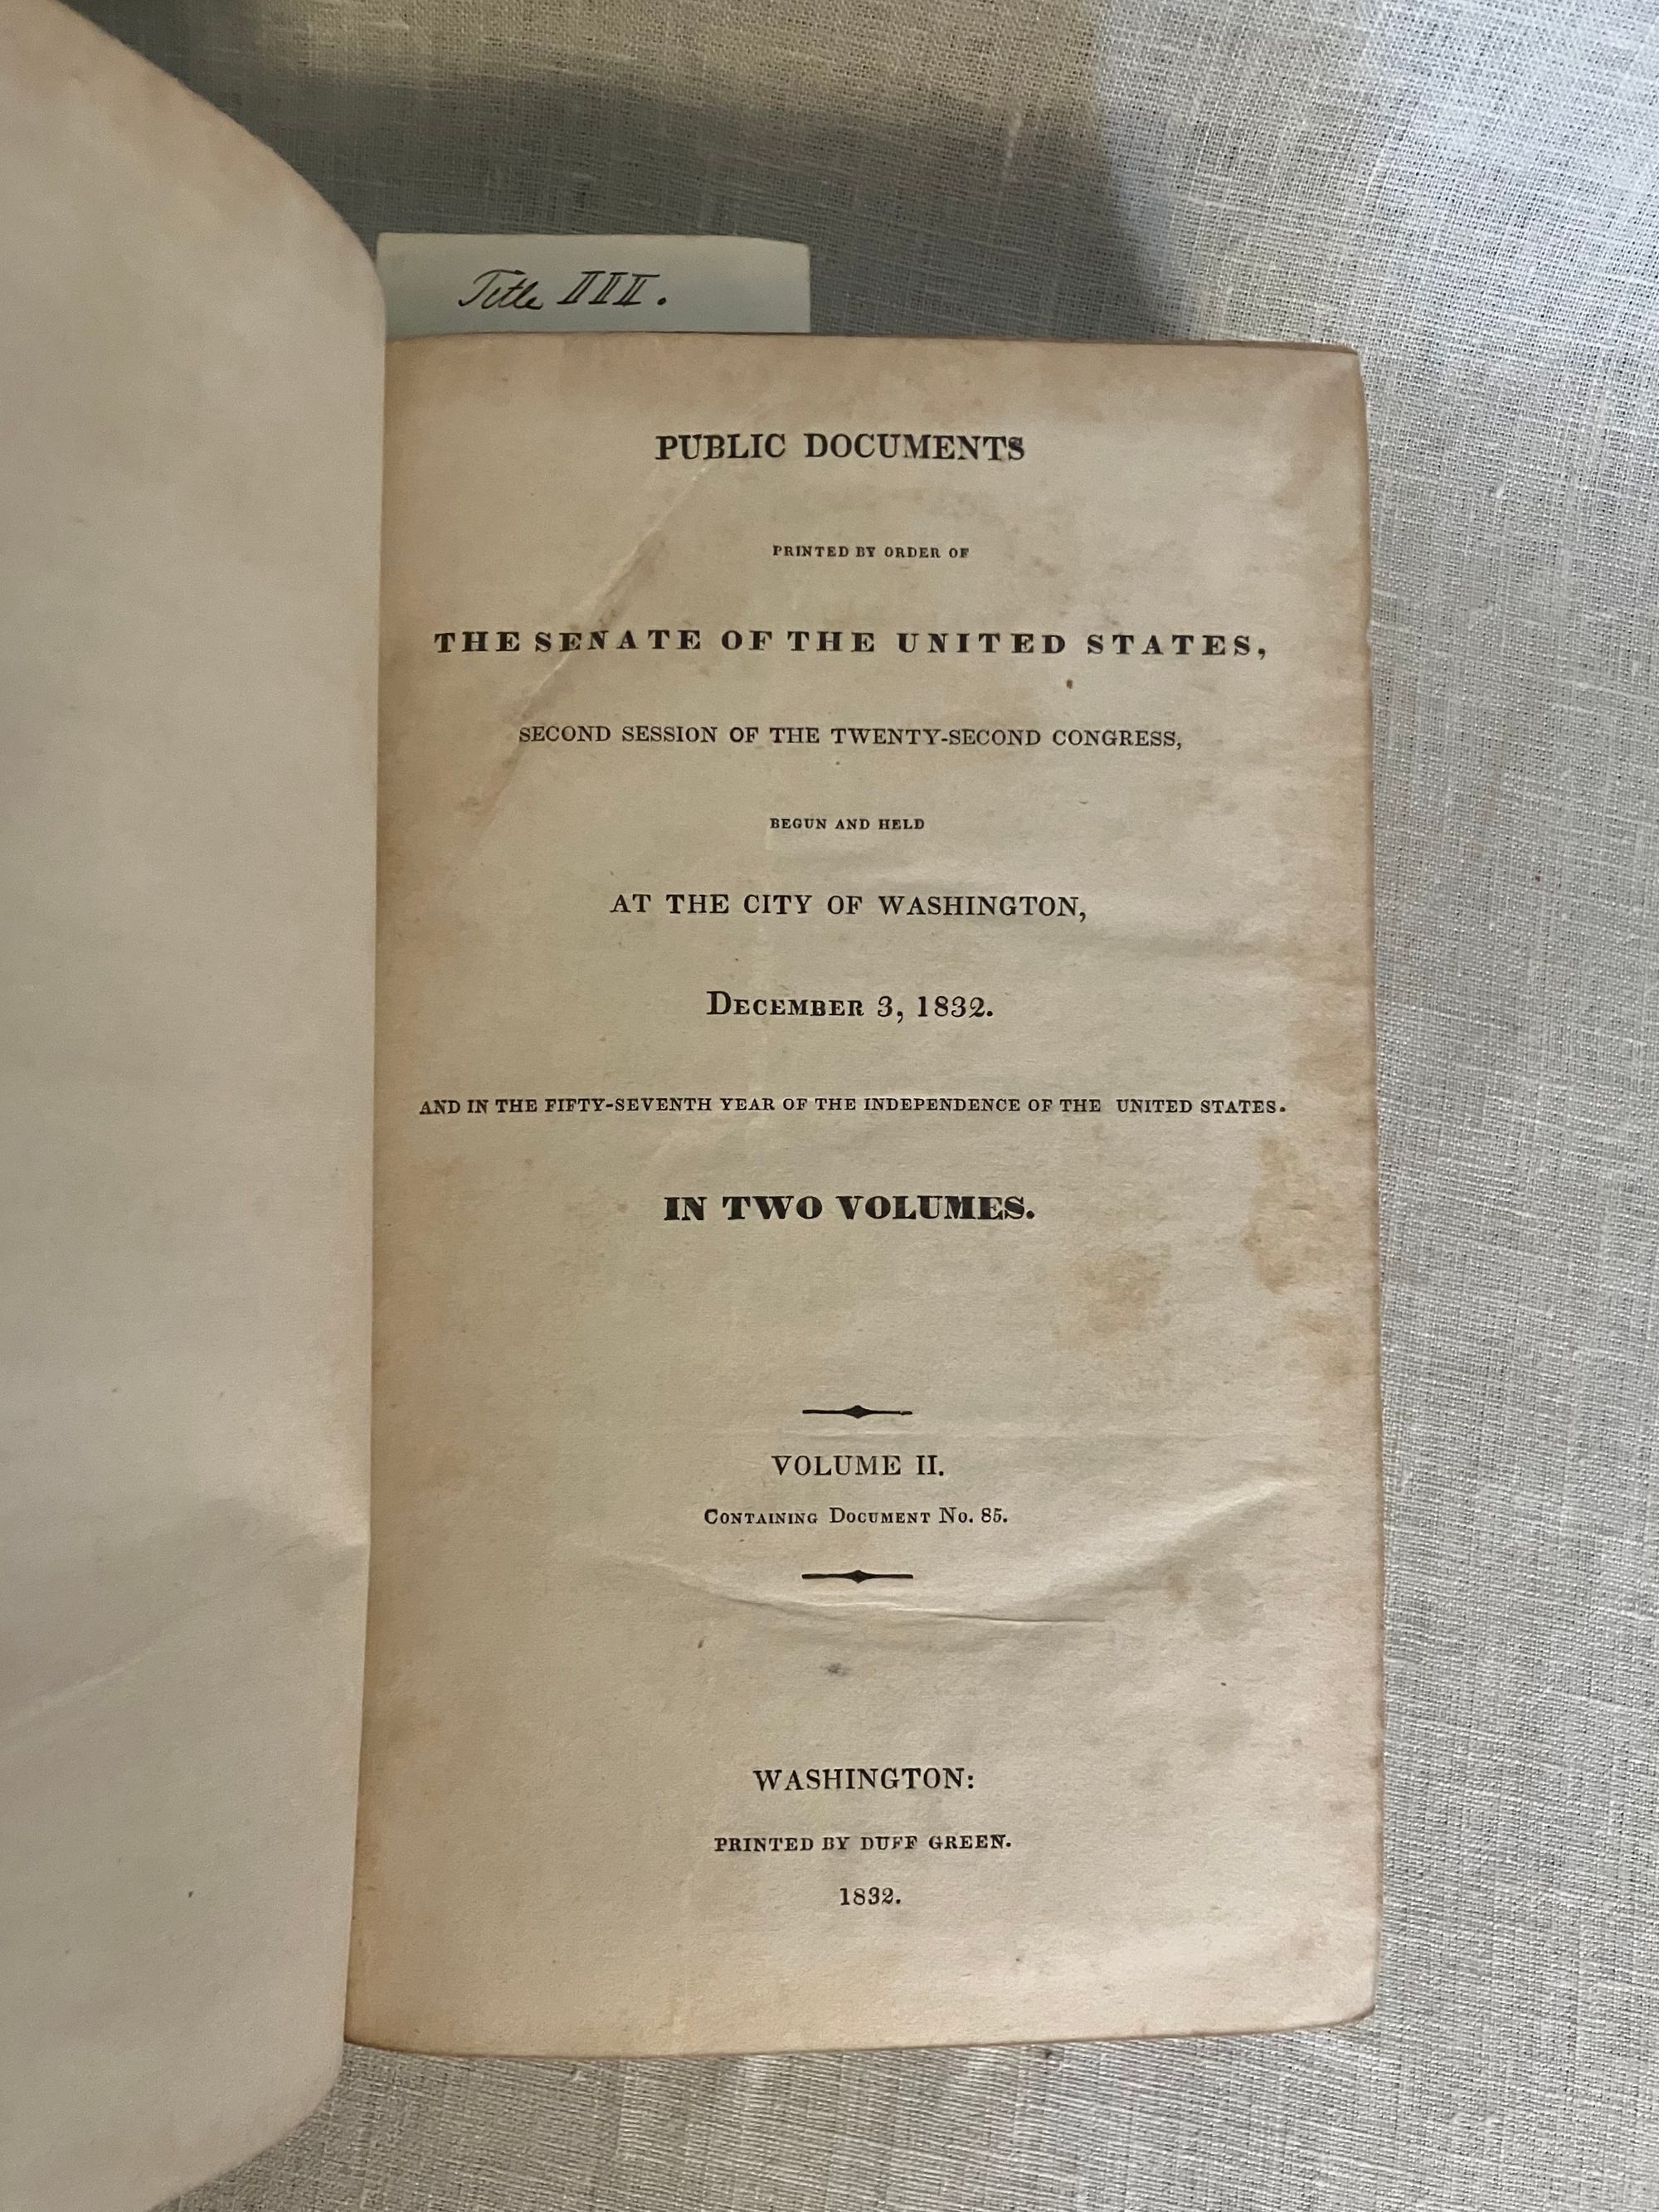 Title III.
PUBLIC DOCUMENTS
PRINTED BY ORDER OF
THE SENATE OF THE UNITED STATES,
SECOND SESSION OF THE TWENTY-SECOND CONGRESS,
BEGUN AND HELD
AT THE CITY OF WASHINGTON,
DECEMBER 3, 1832.
AND IN THE FIFTY-SEVENTH YEAR OF THE INDEPENDENCE OF THE UNITED STATES.
IN TWO VOLUMES.
VOLUME II.
CONTAINING DOCUMENT NO. 85.
WASHINGTON:
PRINTED BY DUFF GREEN.
1832.